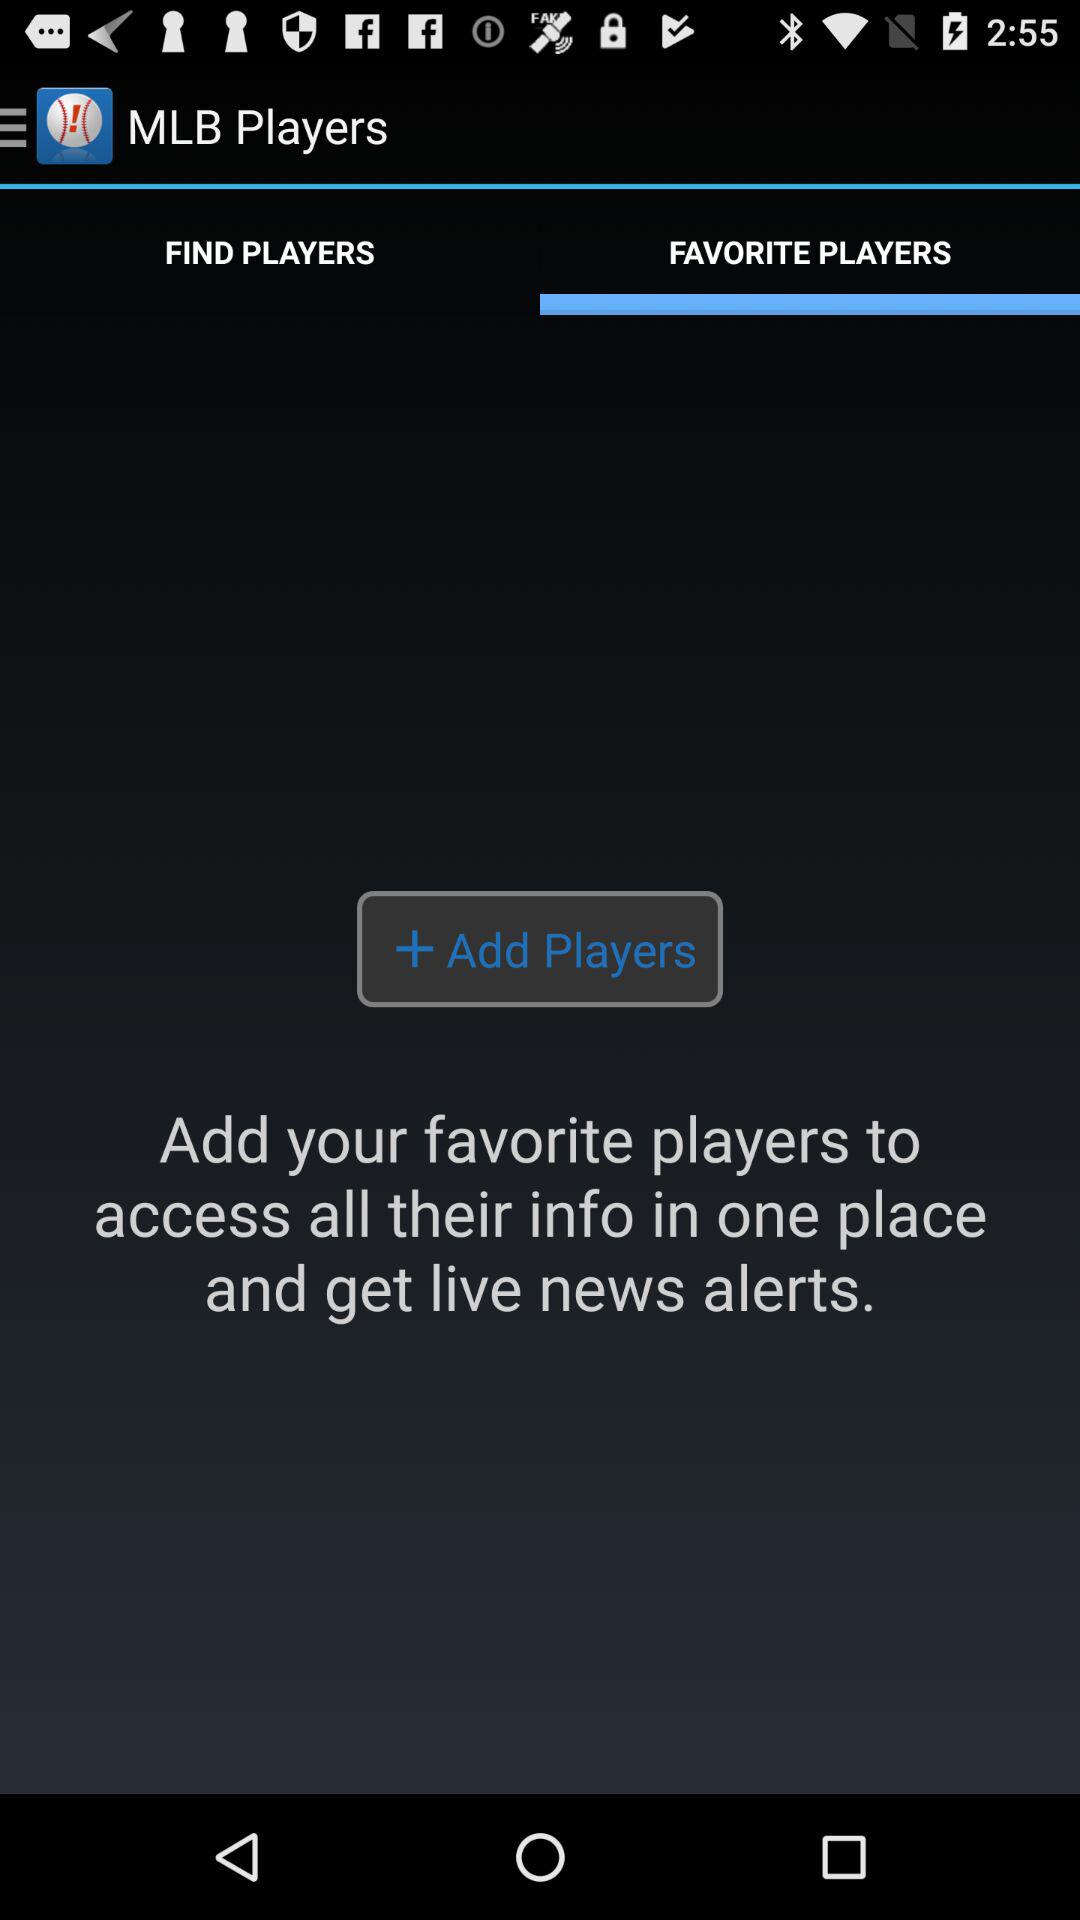 FAKE
2:55
MLB Players
FIND PLAYERS
FAVORITE PLAYERS
+ Add Players
Add your favorite players to
access all their info in one place
and get live news alerts.